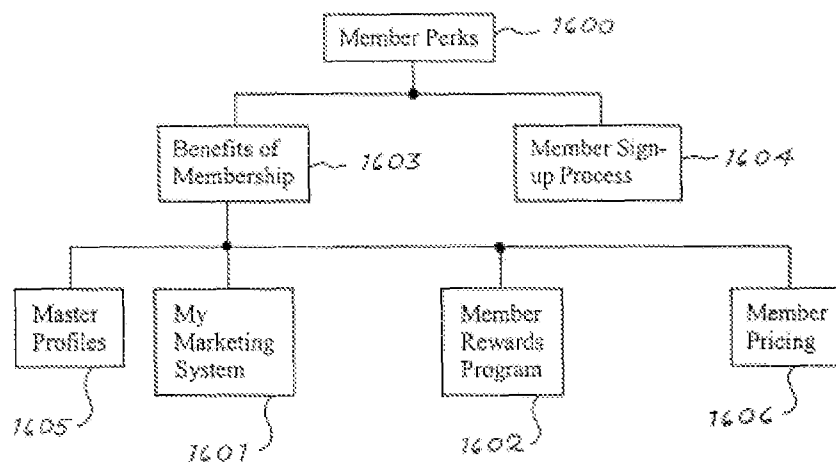 Member Perks
1600
Benefits of
Membership
1603
Member Sign-
up Process
1604
Master
Profiles
1605
My
Marketing
System
1601
Member
Rewards
Program
1602
Member
Pricing
1606